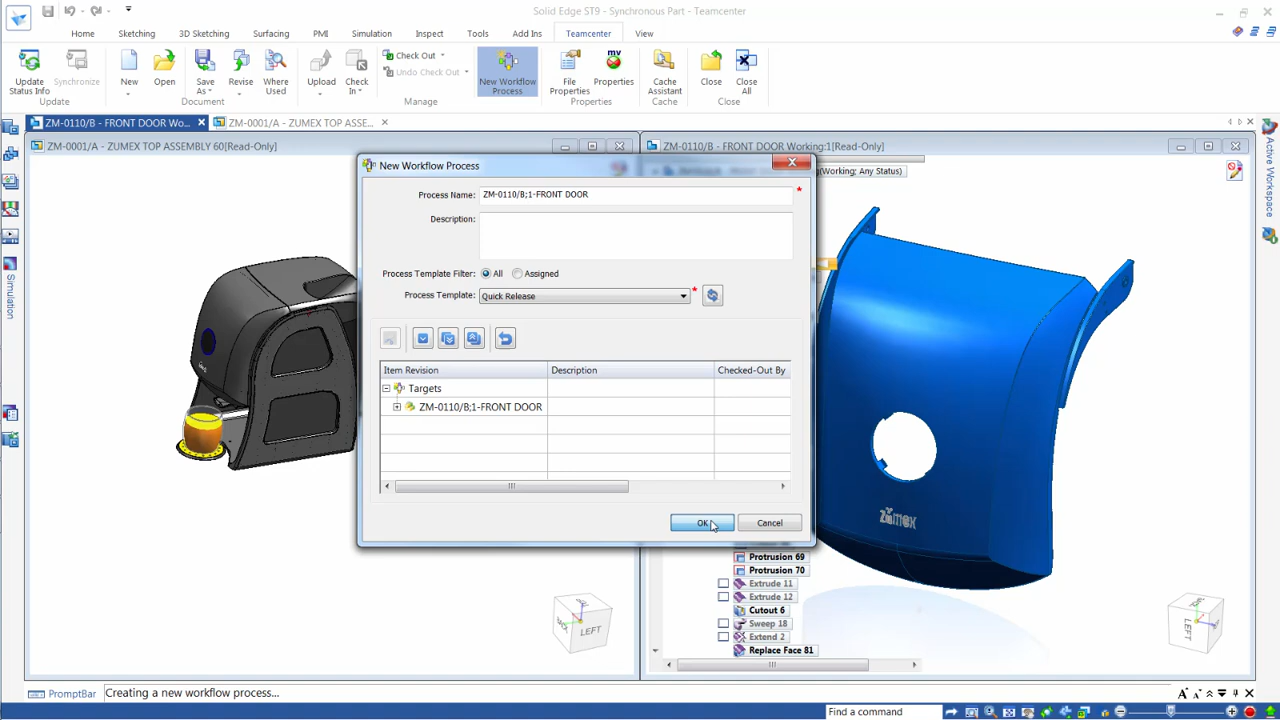 Solid Edge ST9 - Synchronous Part - Teamcenter
Home Sketching 3D Sketching Surfacing PMI Simulation Inspect Tools Add Ins Teamcenter View
Update Status Info
Synchronize
Update
New
Open
Save As
Revise
Where Used
Document
Upload
Check In
Check Out
Undo Check Out
Manage
New Workflow Process
File Properties
mv
Properties
Properties
Cache Assistant
Cache
Close
Close All
Close
ZM-0110/B - FRONT DOOR Wo...
ZM-0001/A - ZUMEX TOP ASSE...
ZM-0001/A - ZUMEX TOP ASSEMBLY 60[Read-Only]
ZM-0110/B - FRONT DOOR Working:1[Read-Only]
(Working; Any Status)
Active Workspace
Simulation
New Workflow Process
Process Name: ZM-0110/B;1-FRONT DOOR *
Description:
Process Template Filter: All Assigned
Process Template: Quick Release *
Item Revision Description Checked-Out By
Targets
ZM-0110/B;1-FRONT DOOR
OK Cancel
zumex
Protrusion 69
Protrusion 70
Extrude 11
Extrude 12
Cutout 6
Sweep 18
Extend 2
Replace Face 81
LEFT
LEFT
PromptBar Creating a new workflow process...
Find a command